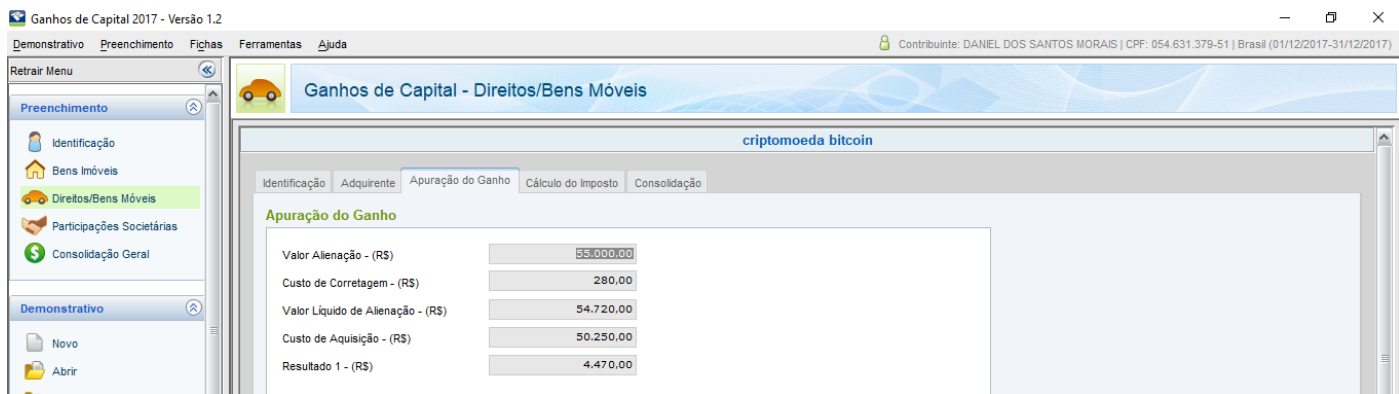 Ganhos de Capital 2017 - Versão 1.2
Demonstrativo Preenchimento Fichas Ferramentas Ajuda
Contribuinte: DANIEL DOS SANTOS MORAIS | CPF: 054.631.379-51 | Brasil (01/12/2017-31/12/2017)
Retrair Menu
Preenchimento
Identificação
Bens Imóveis
Direitos/Bens Móveis
Participações Societárias
Consolidação Geral
Demonstrativo
Novo
Abrir
Ganhos de Capital - Direitos/Bens Móveis
criptomoeda bitcoin
Identificação Adquirente Apuração do Ganho Cálculo do Imposto Consolidação
Apuração do Ganho
Valor Alienação - (R$) 55.000,00
Custo de Corretagem - (R$) 280,00
Valor Líquido de Alienação - (R$) 54.720,00
Custo de Aquisição - (R$) 50.250,00
Resultado 1 - (R$) 4.470,00